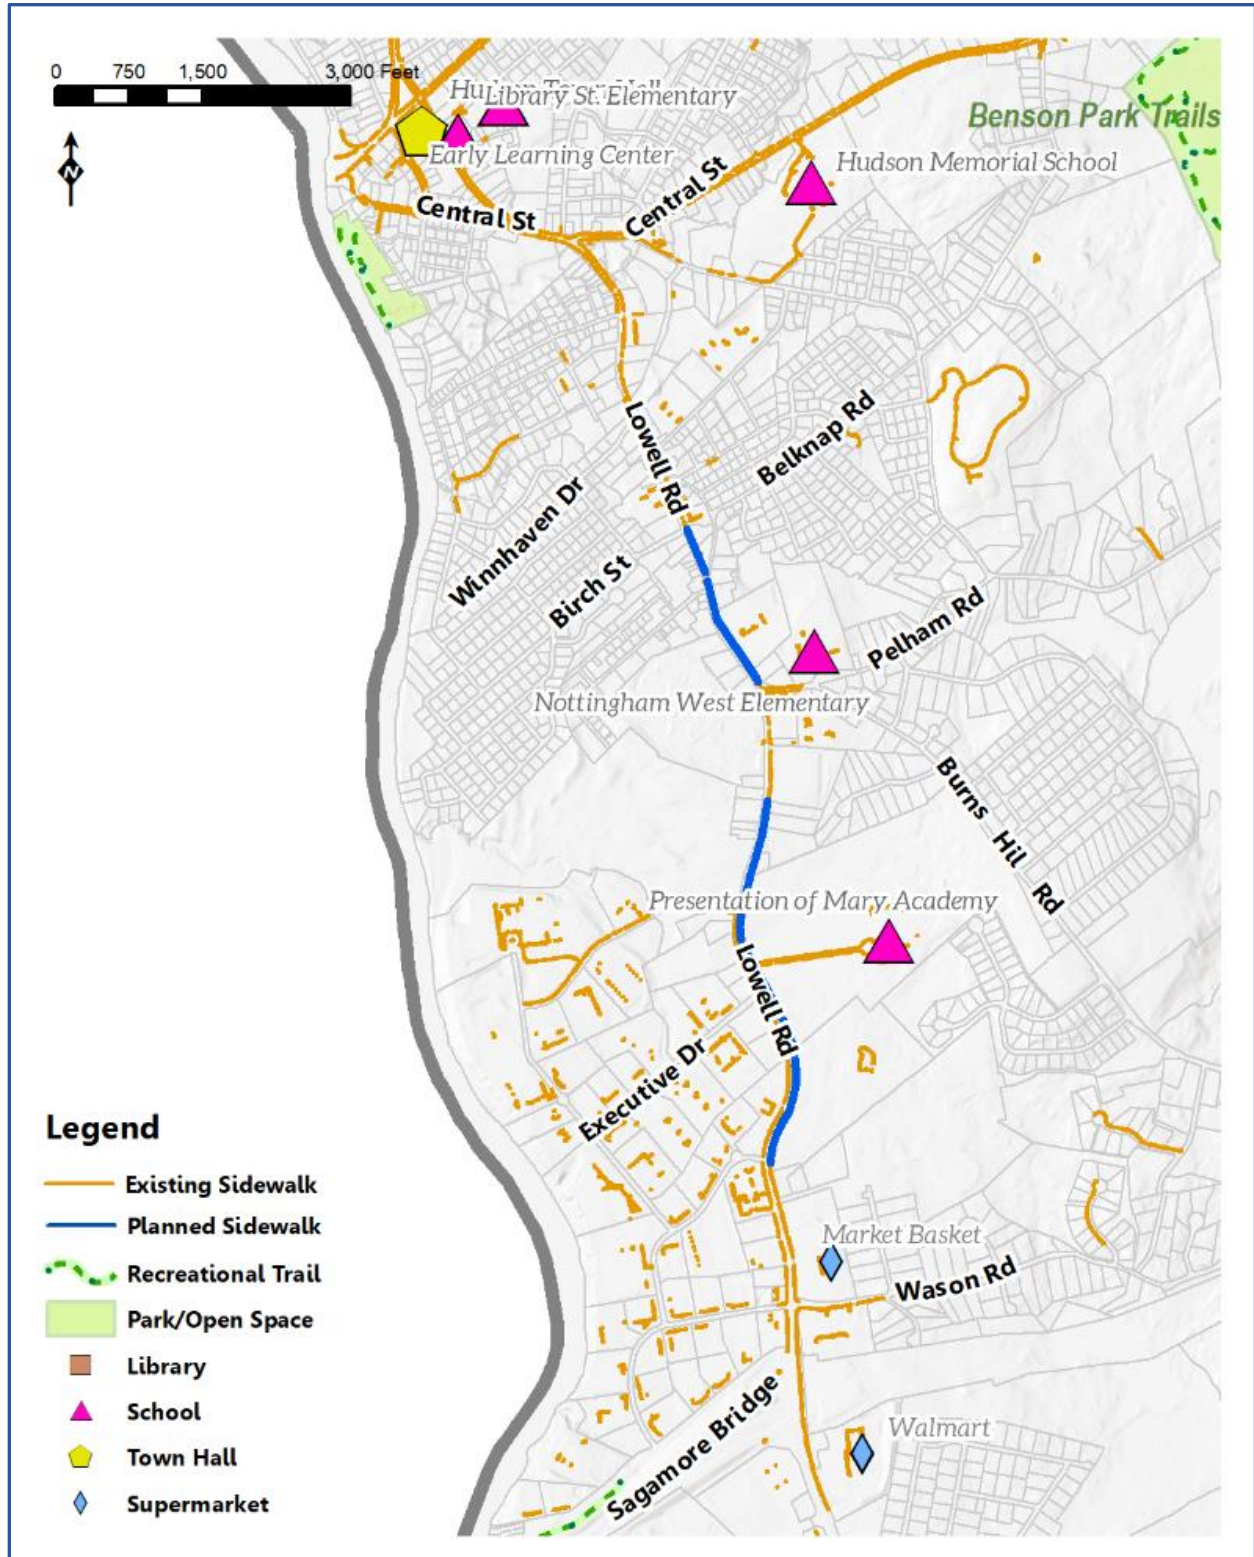 0 750 1,500 3,000 Feet
N
Library St. Elementary
Early Learning Center
Benson Park Trails
Hudson Memorial School
Central St
Central St
Lowell Rd
Belknap Rd
Winnhaven Dr
Birch St
Pelham Rd
Nottingham West Elementary
Burns Hil Rd
Presentation of Mary Academy
Lowell Rd
Executive Dr
Market Basket
Wason Rd
Sagamore Bridge
Walmart
Legend
Existing Sidewalk
Planned Sidewalk
Recreational Trail
Park/Open Space
Library
School
Town Hall
Supermarket